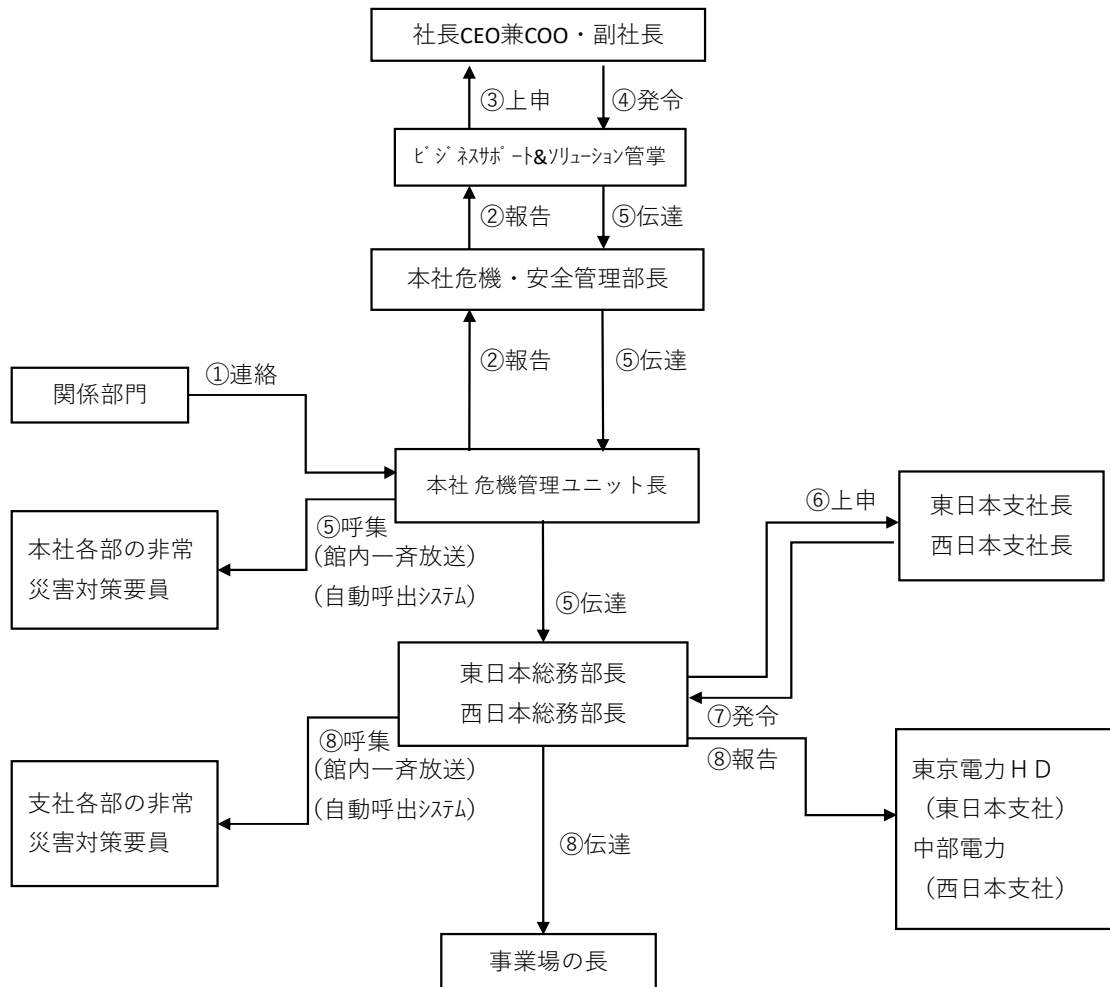 社長CEO兼COO・副社長
③上申
④発令
ﾋﾞｼﾞﾈｽｻﾎﾟｰﾄ&ｿﾘｭｰｼｮﾝ管掌
②報告
⑤伝達
本社危機・安全管理部長
②報告
⑤伝達
①連絡
関係部門
本社 危機管理ユニット長
⑥上申
東日本支社長
西日本支社長
⑤呼集
(館内一斉放送)
(自動呼出ｼｽﾃﾑ)
本社各部の非常
災害対策要員
⑤伝達
東日本総務部長
西日本総務部長
⑦発令
⑧報告
⑧呼集
(館内一斉放送)
(自動呼出ｼｽﾃﾑ)
支社各部の非常
災害対策要員
東京電力ＨＤ
（東日本支社）
中部電力
（西日本支社）
⑧伝達
事業場の長